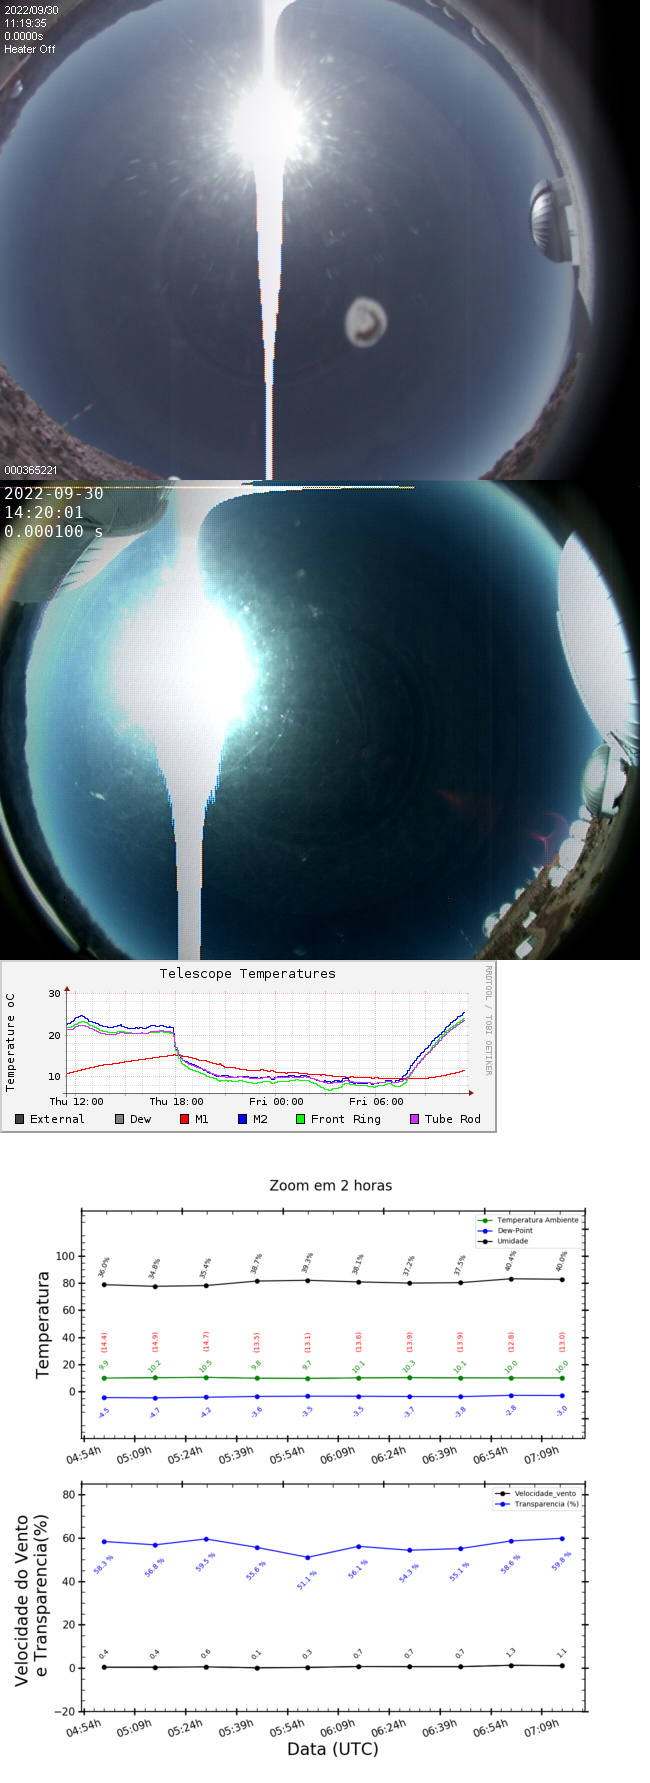 2022/09/30
11:19:35
0.0000s
Heater Off
000365221
2022-09-30
14:20:01
0.000100 s
Telescope Temperatures
RRDTOOL / TOBI OETIKER
Temperature oC
30
20
10
Thu 12:00 Thu 18:00 Fri 00:00 Fri 06:00
External Dew M1 M2 Front Ring Tube Rod
Zoom em 2 horas
Temperatura Ambiente
Dew-Point
Umidade
Temperatura
100
80
60
40
20
0
36.0% 34.8% 35.4% 38.7% 39.3% 38.1% 37.2% 37.5% 40.4% 40.0%
(14.4) (14.9) (14.7) (13.5) (13.1) (13.6) (13.9) (13.9) (12.8) (13.0)
9.9 10.2 10.5 9.8 9.7 10.1 10.3 10.1 10.0 10.0
-4.5 -4.7 -4.2 -3.6 -3.5 -3.5 -3.7 -3.8 -2.8 -3.0
04:54h 05:09h 05:24h 05:39h 05:54h 06:09h 06:24h 06:39h 06:54h 07:09h
Velocidade_vento
Transparencia (%)
Velocidade do Vento
e Transparencia(%)
80
60
40
20
0
−20
58.3 % 56.8 % 59.5 % 55.6 % 51.1 % 56.1 % 54.3 % 55.1 % 58.6 % 59.8 %
0.4 0.4 0.6 0.1 0.3 0.7 0.7 0.7 1.3 1.1
04:54h 05:09h 05:24h 05:39h 05:54h 06:09h 06:24h 06:39h 06:54h 07:09h
Data (UTC)